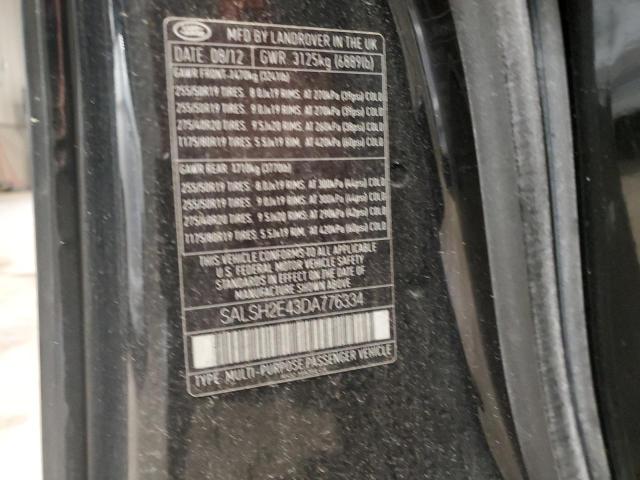 LAND ROVER
MFD BY LANDROVER IN THE UK
DATE 08/12 GWR 3125kg (6889lb)
GAWR FRONT 1470kg (3241lb)
255/50R19 TIRES. 8.0Jx19 RIMS. AT 270kPa (39psi) COLD
255/50R19 TIRES. 9.0Jx19 RIMS. AT 270kPa (39psi) COLD
275/40R20 TIRES. 9.5Jx20 RIMS. AT 260kPa (38psi) COLD
T175/80R19 TIRES. 5.5Jx19 RIM. AT 420kPa (60psi) COLD
GAWR REAR 1710kg (3770lb)
255/50R19 TIRES. 8.0Jx19 RIMS. AT 300kPa (44psi) COLD
255/50R19 TIRES. 9.0Jx19 RIMS. AT 300kPa (44psi) COLD
275/40R20 TIRES. 9.5Jx20 RIMS. AT 290kPa (42psi) COLD
T175/80R19 TIRES. 5.5Jx19 RIM. AT 420kPa (60psi) COLD
THIS VEHICLE CONFORMS TO ALL APPLICABLE
U.S. FEDERAL MOTOR VEHICLE SAFETY
STANDARDS IN EFFECT ON THE DATE OF
MANUFACTURE SHOWN ABOVE
SALSH2E43DA776334
TYPE: MULTI-PURPOSE PASSENGER VEHICLE